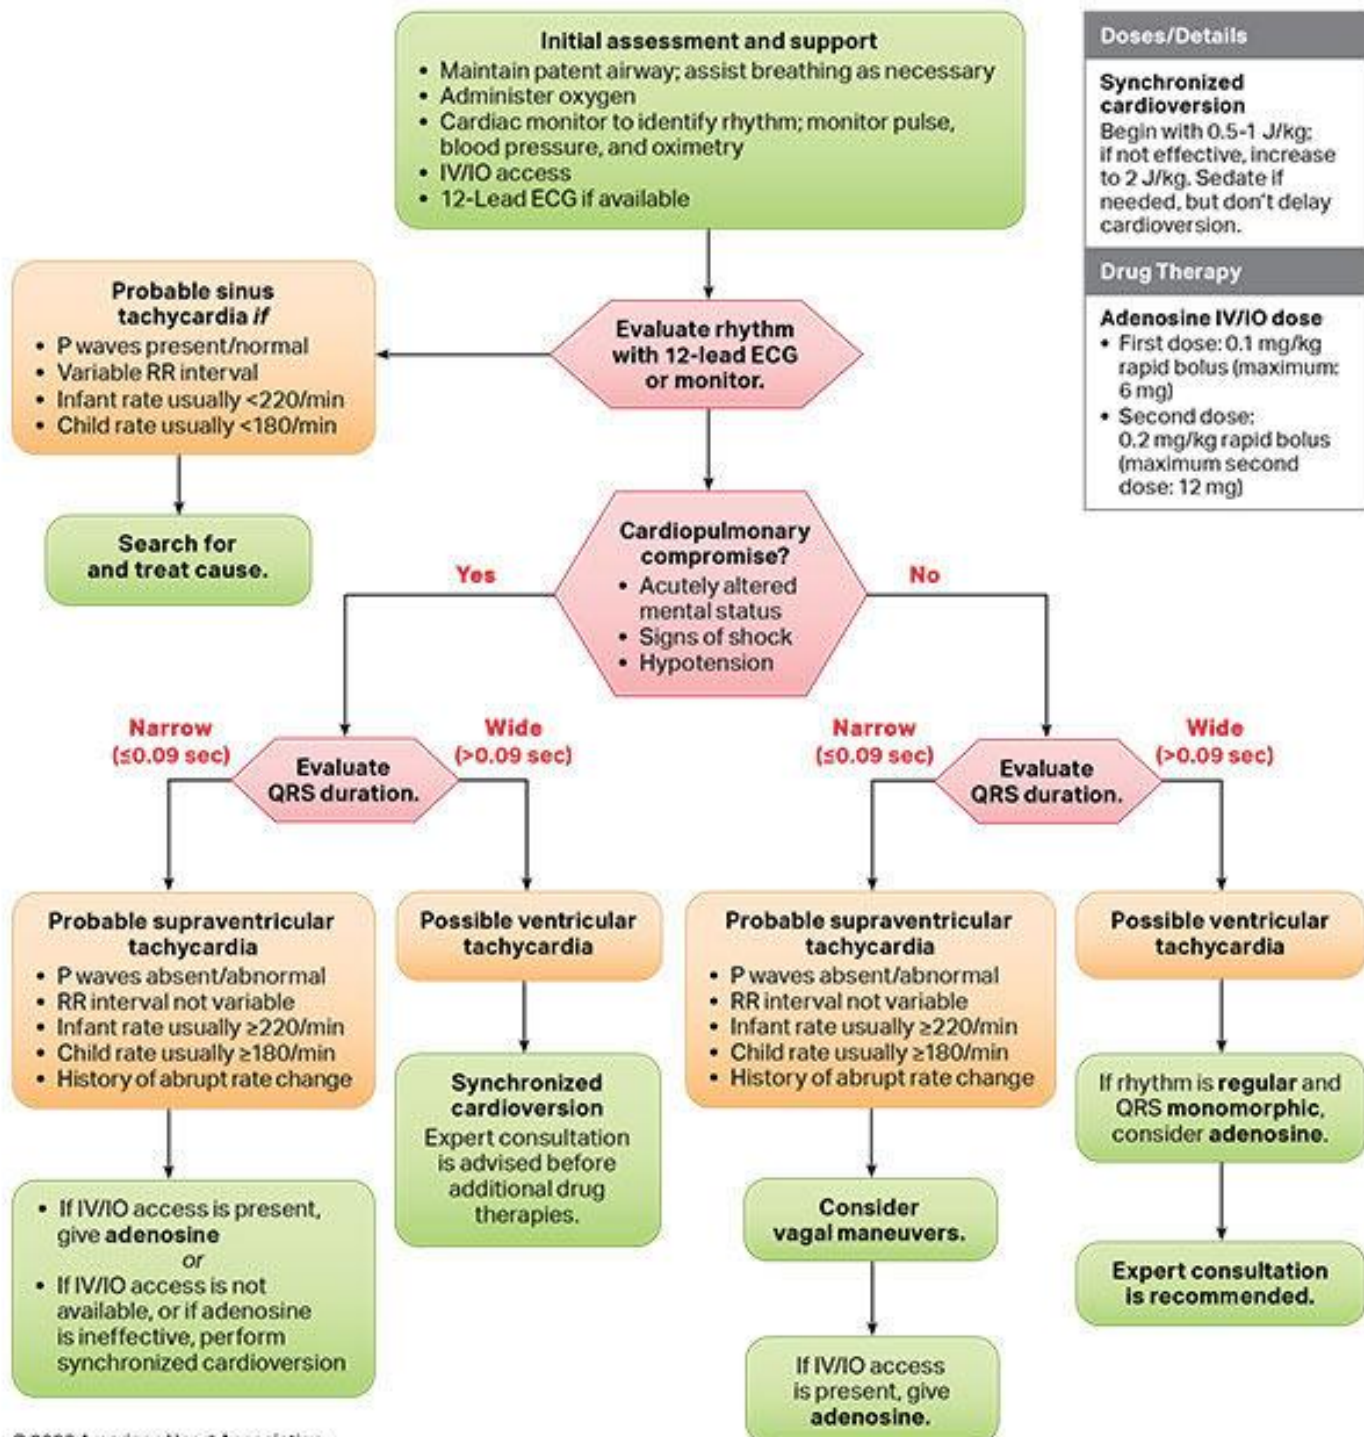 Initial assessment and support
• Maintain patent airway; assist breathing as necessary
• Administer oxygen
• Cardiac monitor to identify rhythm; monitor pulse,
blood pressure, and oximetry
• IV/IO access
• 12-Lead ECG if available
Doses/Details
Synchronized
cardioversion
Begin with 0.5-1 J/kg;
if not effective, increase
to 2 J/kg. Sedate if
needed, but don't delay
cardioversion.
Drug Therapy
Adenosine IV/IO dose
• First dose: 0.1 mg/kg
rapid bolus (maximum:
6 mg)
• Second dose:
0.2 mg/kg rapid bolus
(maximum second
dose: 12 mg)
Probable sinus
tachycardia if
• P waves present/normal
• Variable RR interval
• Infant rate usually <220/min
• Child rate usually <180/min
Evaluate rhythm
with 12-lead ECG
or monitor.
Search for
and treat cause.
Cardiopulmonary
compromise?
• Acutely altered
mental status
• Signs of shock
• Hypotension
Yes
No
Narrow
(≤0.09 sec)
Wide
(>0.09 sec)
Evaluate
QRS duration.
Narrow
(≤0.09 sec)
Wide
(>0.09 sec)
Evaluate
QRS duration.
Probable supraventricular
tachycardia
• P waves absent/abnormal
• RR interval not variable
• Infant rate usually ≥220/min
• Child rate usually ≥180/min
• History of abrupt rate change
Possible ventricular
tachycardia
Probable supraventricular
tachycardia
• P waves absent/abnormal
• RR interval not variable
• Infant rate usually ≥220/min
• Child rate usually ≥180/min
• History of abrupt rate change
Possible ventricular
tachycardia
• If IV/IO access is present,
give adenosine
or
• If IV/IO access is not
available, or if adenosine
is ineffective, perform
synchronized cardioversion
Synchronized
cardioversion
Expert consultation
is advised before
additional drug
therapies.
Consider
vagal maneuvers.
If IV/IO access
is present, give
adenosine.
If rhythm is regular and
QRS monomorphic,
consider adenosine.
Expert consultation
is recommended.
American Heart Association